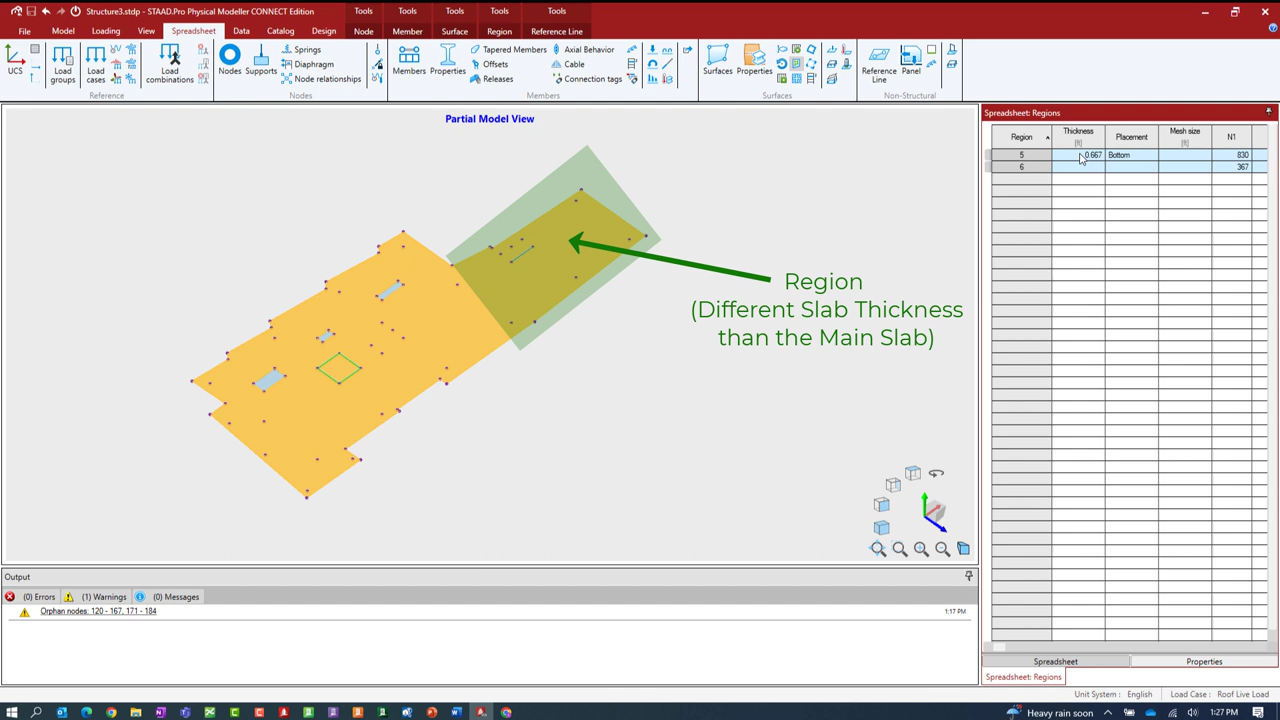 Structure3.stdp - STAAD.Pro Physical Modeller CONNECT Edition
Tools Tools Tools Tools Tools
File Model Loading View Spreadsheet Data Catalog Design Node Member Surface Region Reference Line
UCS
Load groups
Load cases
Load combinations
Reference
Nodes
Supports
Springs
Diaphragm
Node relationships
Nodes
Members
Properties
Tapered Members
Offsets
Releases
Axial Behavior
Cable
Connection tags
Members
Surfaces
Properties
Surfaces
Reference Line
Panel
Non-Structural
Partial Model View
Region
(Different Slab Thickness
than the Main Slab)
Spreadsheet: Regions
Region Thickness [ft] Placement Mesh size [ft] N1
5 0.667 Bottom 830
6 367
Spreadsheet Properties
Spreadsheet: Regions
Output
(0) Errors (1) Warnings (0) Messages
Orphan nodes: 120 - 167, 171 - 184 1:17 PM
Unit System : English Load Case : Roof Live Load
Heavy rain soon 1:27 PM